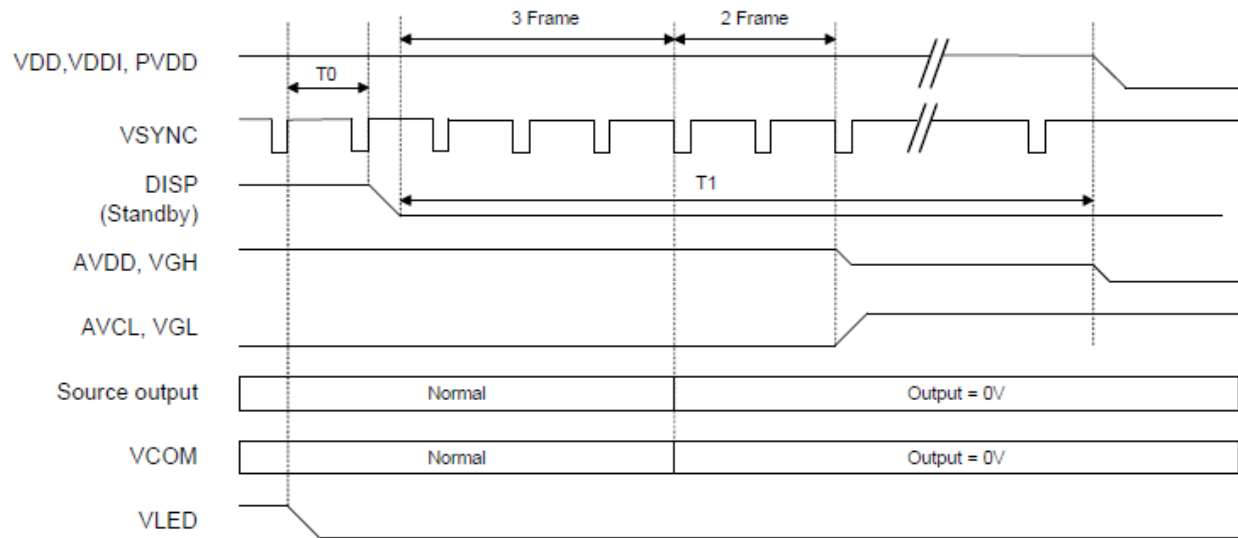 3 Frame
2 Frame
VDD,VDDI, PVDD
T0
VSYNC
DISP
T1
(Standby)
AVDD, VGH
AVCL, VGL
Source output
Normal
Output = 0V
VCOM
Normal
Output = 0V
VLED